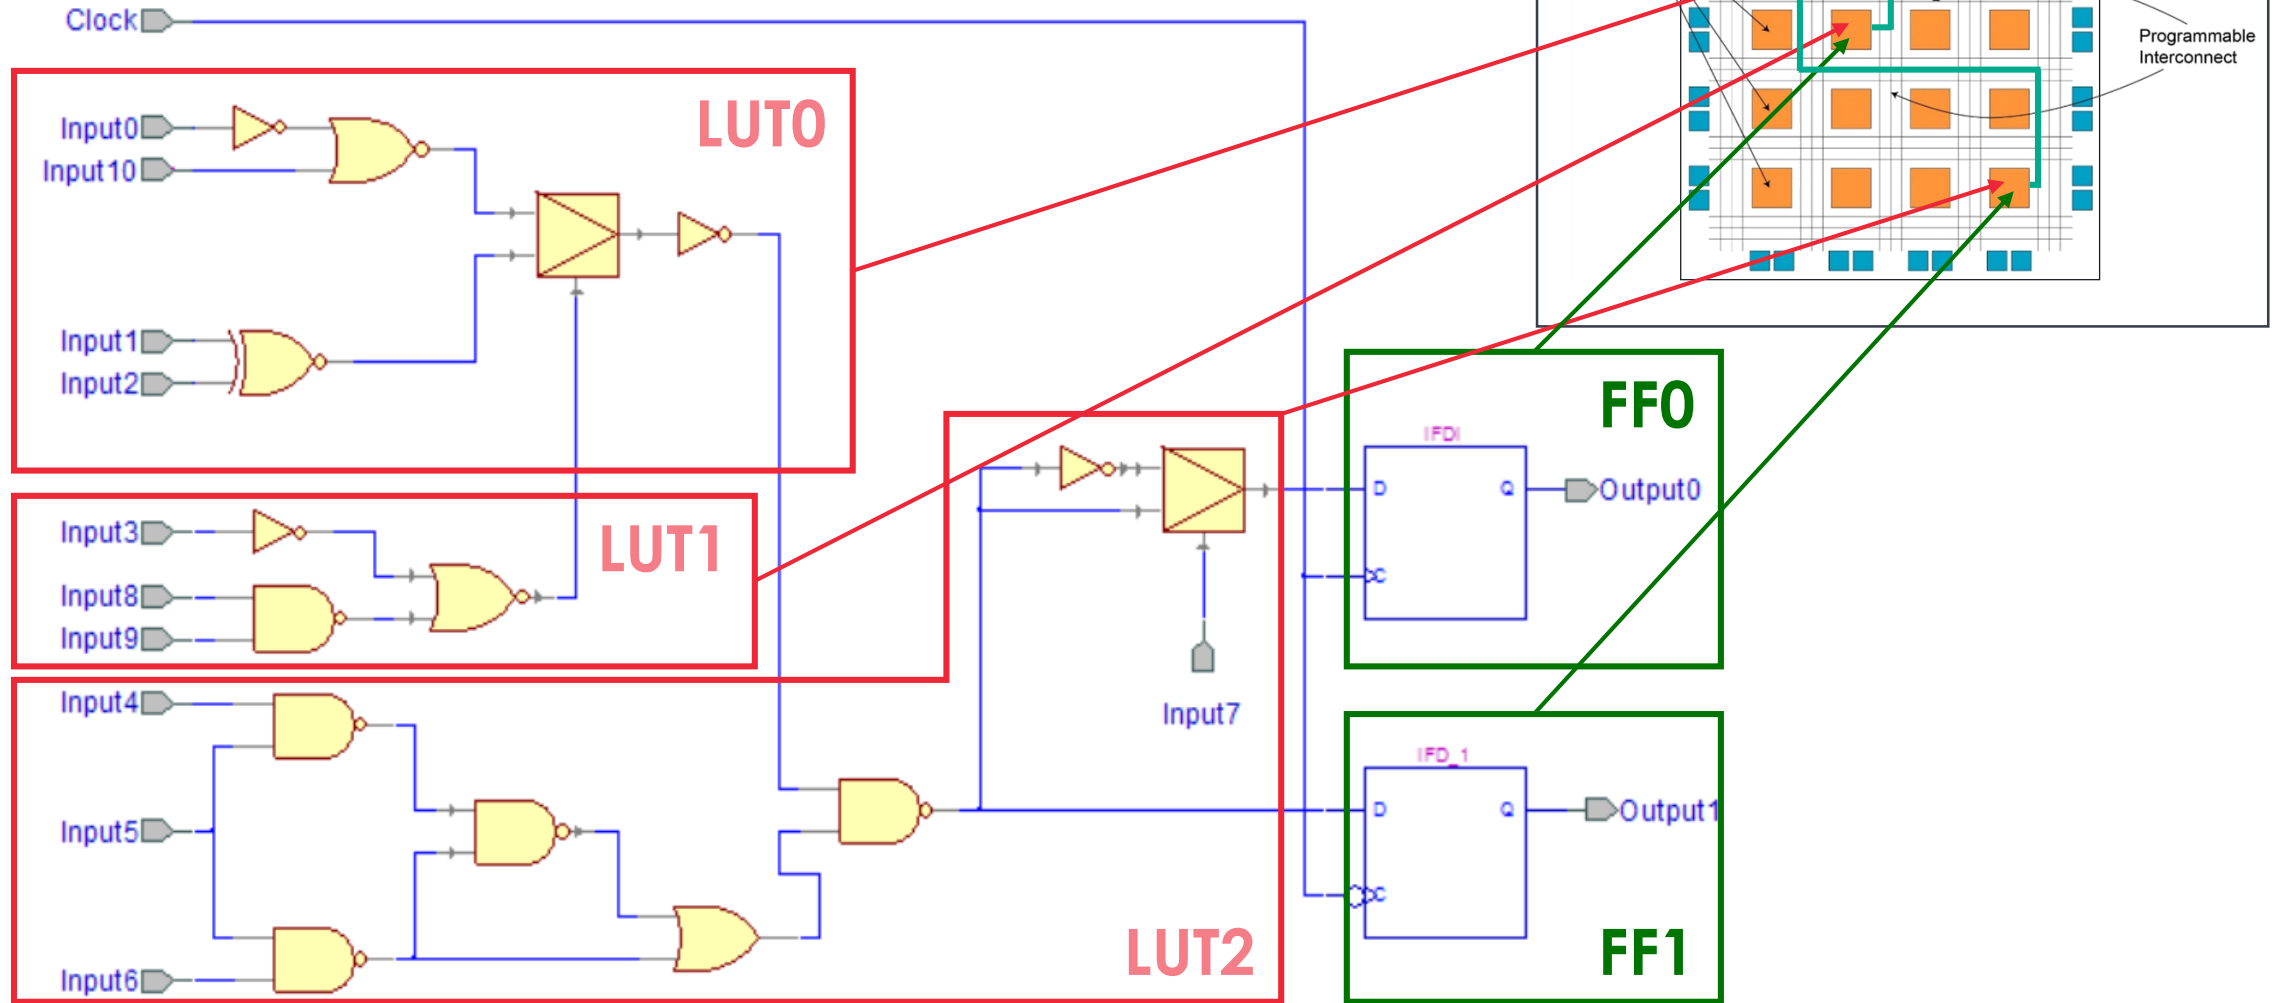 Clock
Programmable
Interconnect
LUT0
Input0
Input10
Input1
Input2
FF0
IFDI
D
Q
Output0
C
LUT1
Input3
Input8
Input9
Input7
Input4
Input5
Input6
IFD_1
D
Q
Output1
C
LUT2
FF1